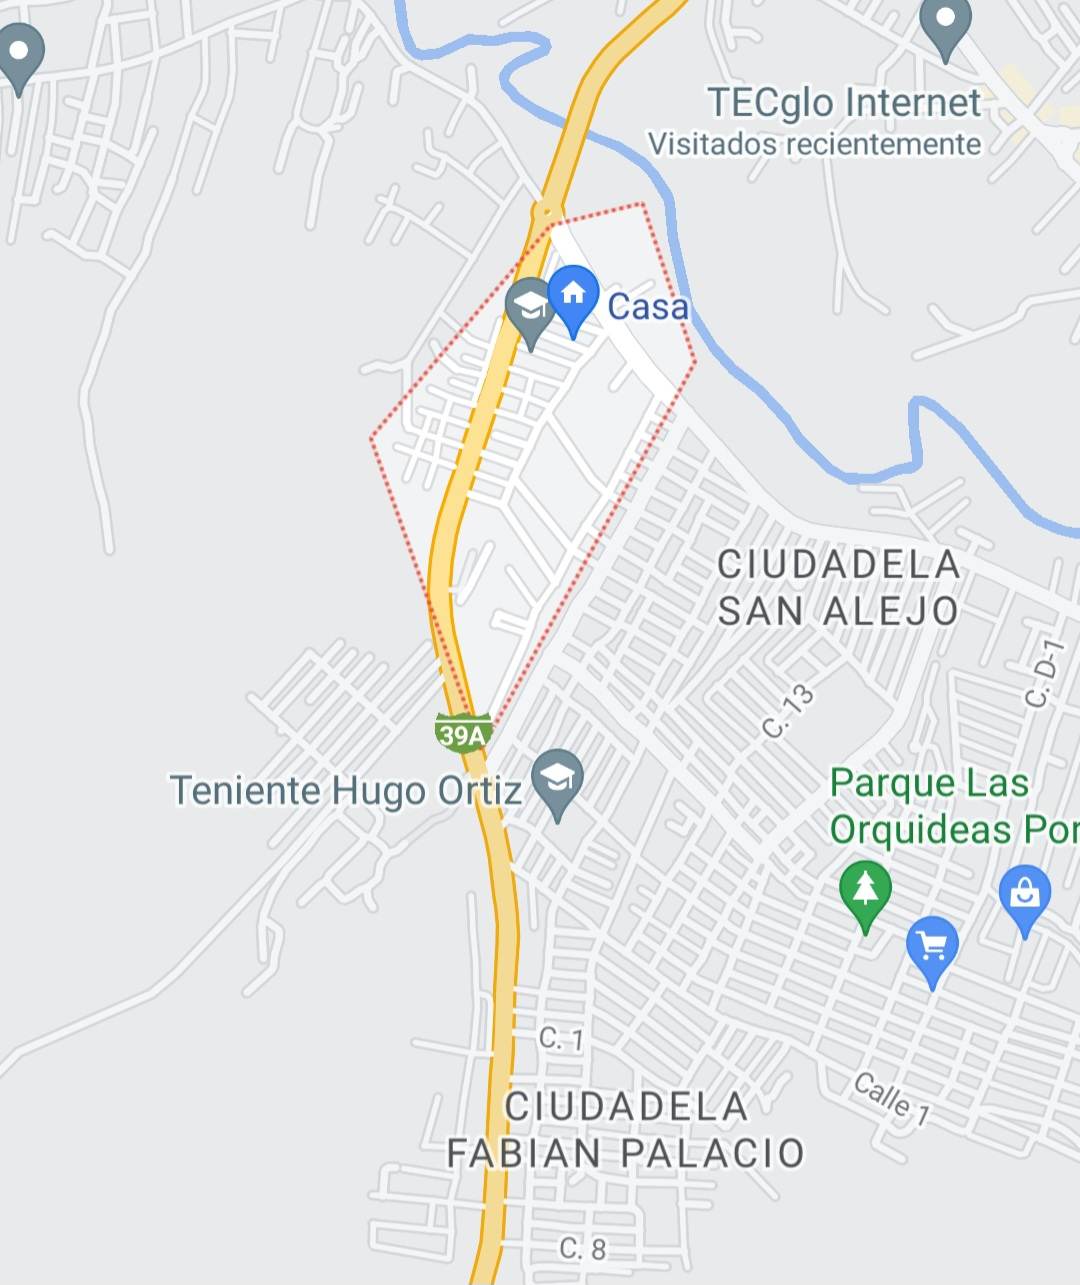 TECglo Internet
Visitados recientemente
Casa
CIUDADELA
SAN ALEJO
C. D-1
C. 13
39A
Teniente Hugo Ortiz
Parque Las
Orquideas Por
C. 1
Calle 1
CIUDADELA
FABIAN PALACIO
C. 8